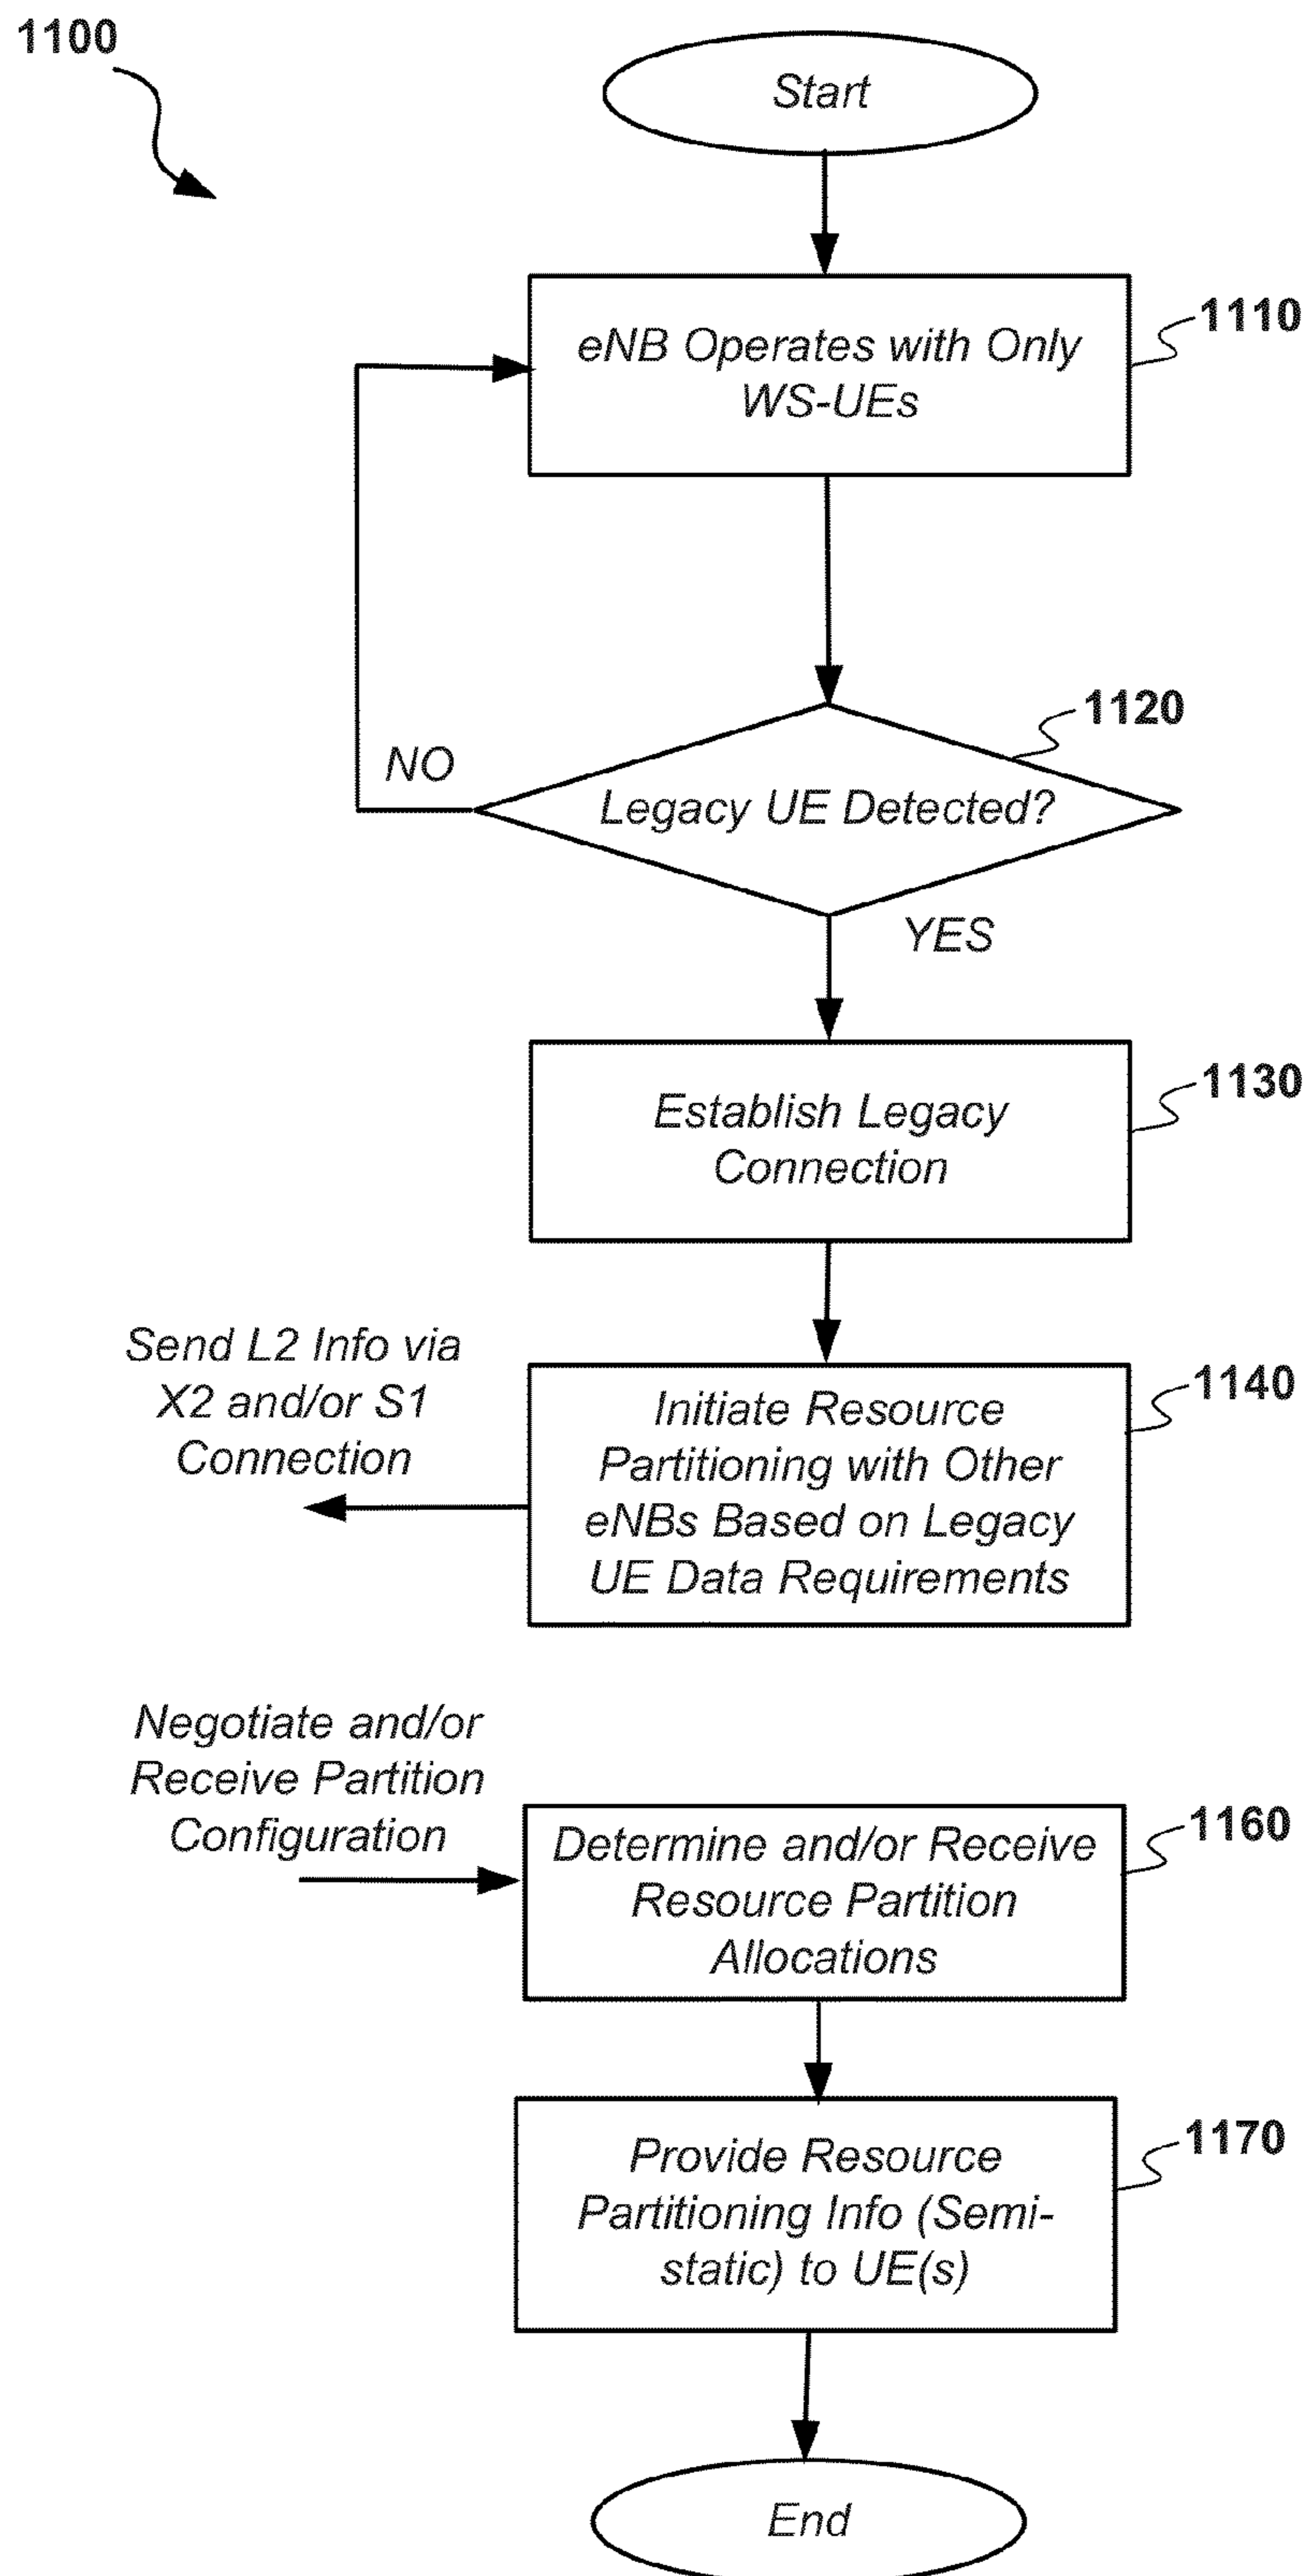 1100
Start
eNB Operates with Only
WS-UEs
1110
1120
NO
Legacy UE Detected?
YES
Establish Legacy
Connection
1130
Send L2 Info via
X2 and/or S1
Connection
Initiate Resource
Partitioning with Other
eNBs Based on Legacy
UE Data Requirements
1140
Negotiate and/or
Receive Partition
Configuration
Determine and/or Receive
Resource Partition
Allocations
1160
Provide Resource
Partitioning Info (Semi-
static) to UE(s)
1170
End